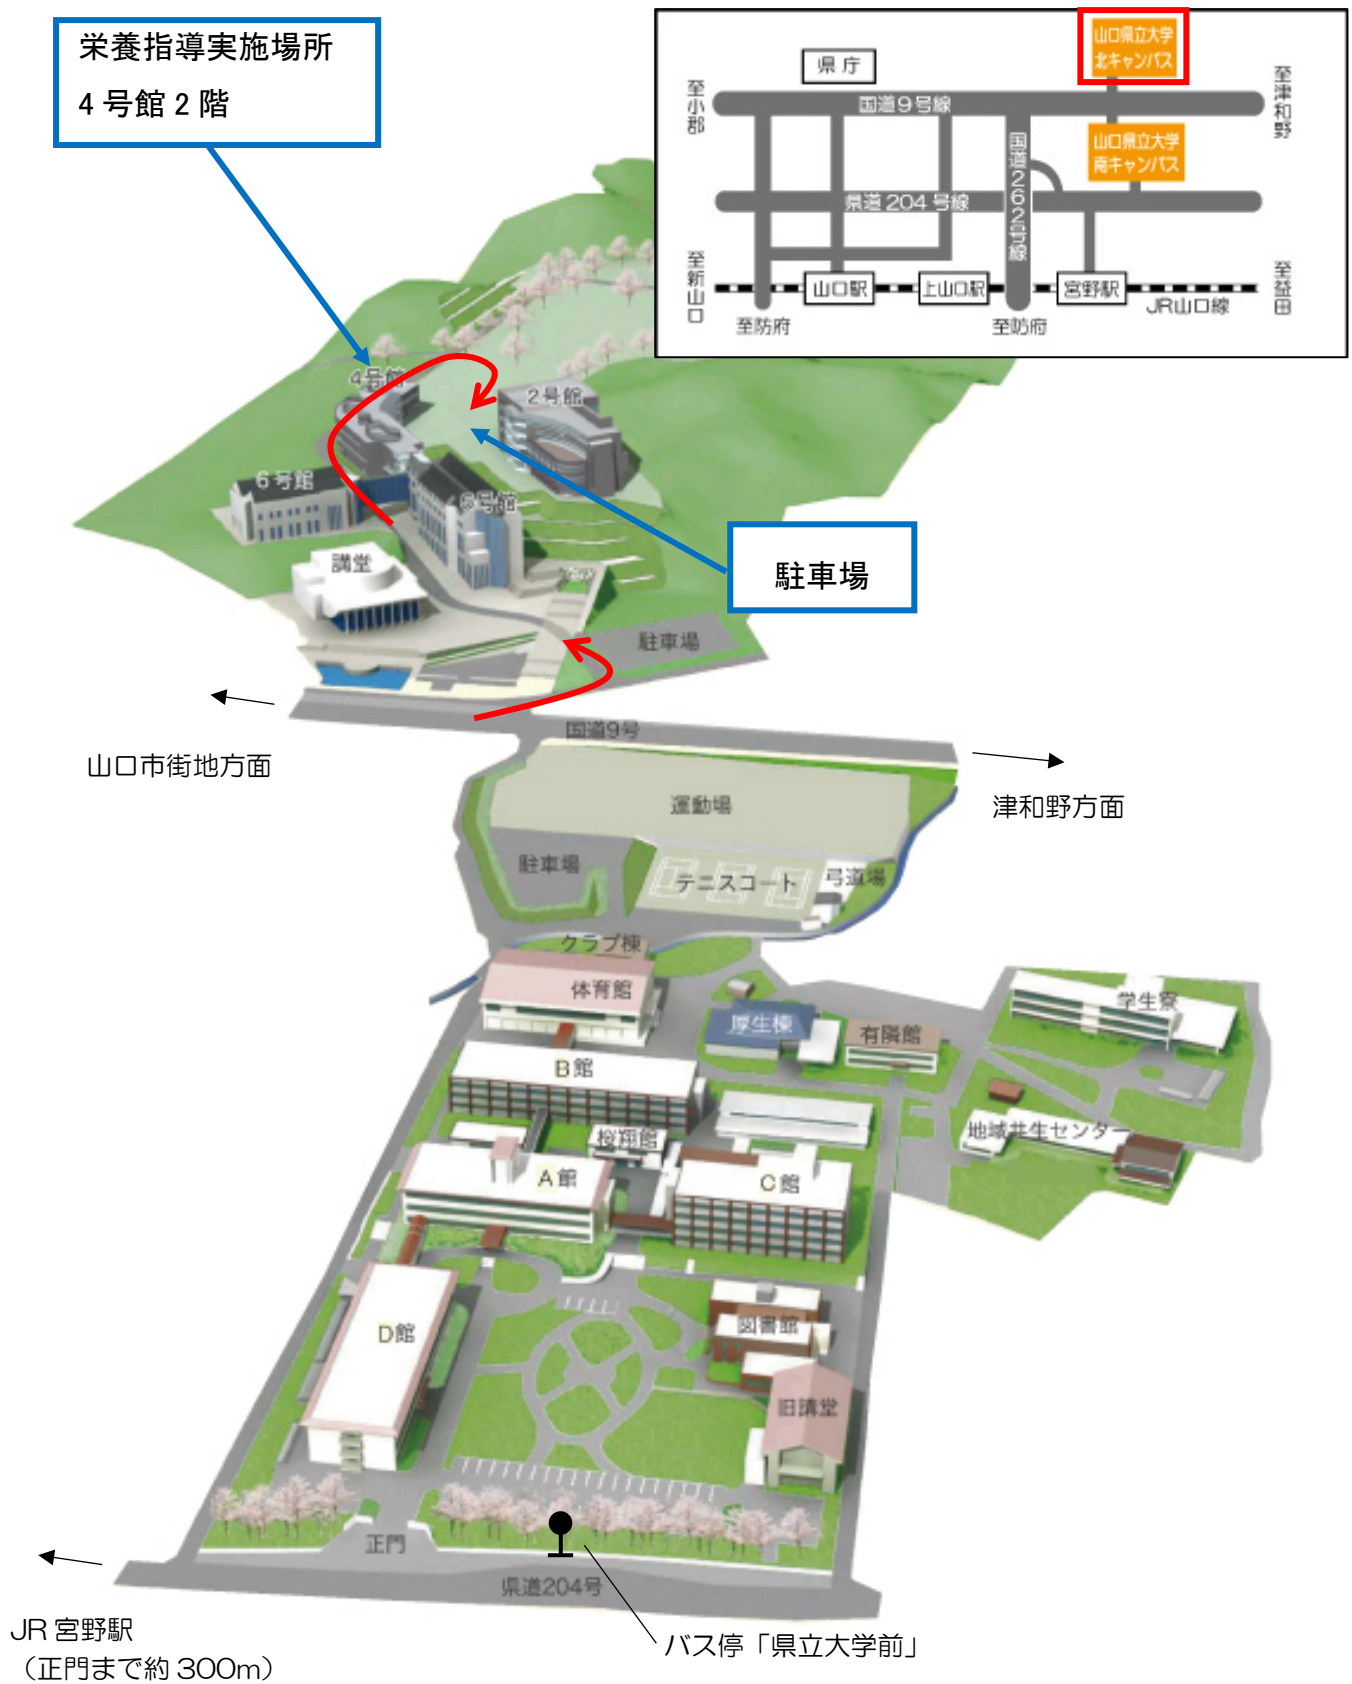 栄養指導実施場所
4 号館 2 階
山口県立大学
北キャンパス
県庁
至小郡
国道9号線
至津和野
山口県立大学
南キャンパス
国道262号線
県道204号線
至新山口
山口駅
上山口駅
宮野駅
JR山口線
至益田
至防府
至防府
4号館
2号館
6号館
5号館
講堂
駐車場
駐車場
国道9号
山口市街地方面
津和野方面
運動場
駐車場
テニスコート
弓道場
クラブ棟
体育館
厚生棟
有隣館
学生寮
B館
桜翔館
地域共生センター
A館
C館
D館
図書館
旧講堂
正門
県道204号
JR 宮野駅
（正門まで約 300m）
バス停「県立大学前」